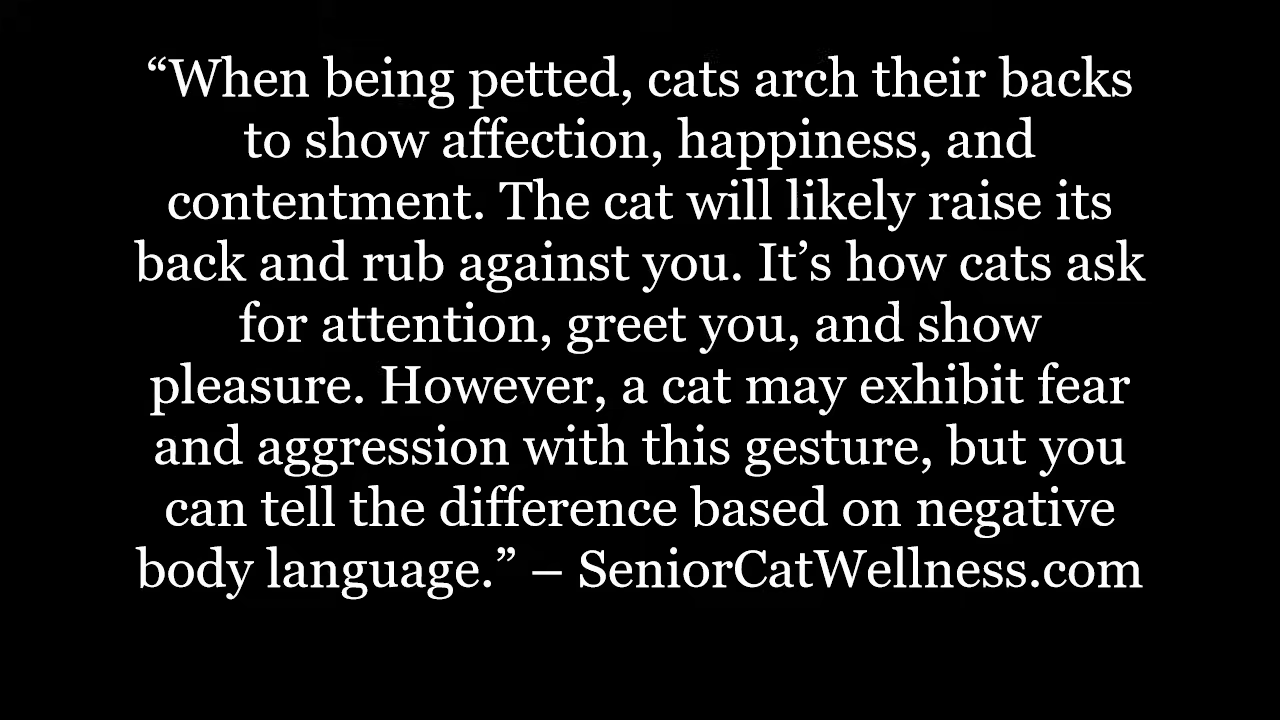 “When being petted, cats arch their backs
to show affection, happiness, and
contentment. The cat will likely raise its
back and rub against you. It’s how cats ask
for attention, greet you, and show
pleasure. However, a cat may exhibit fear
and aggression with this gesture, but you
can tell the difference based on negative
body language.” – SeniorCatWellness.com